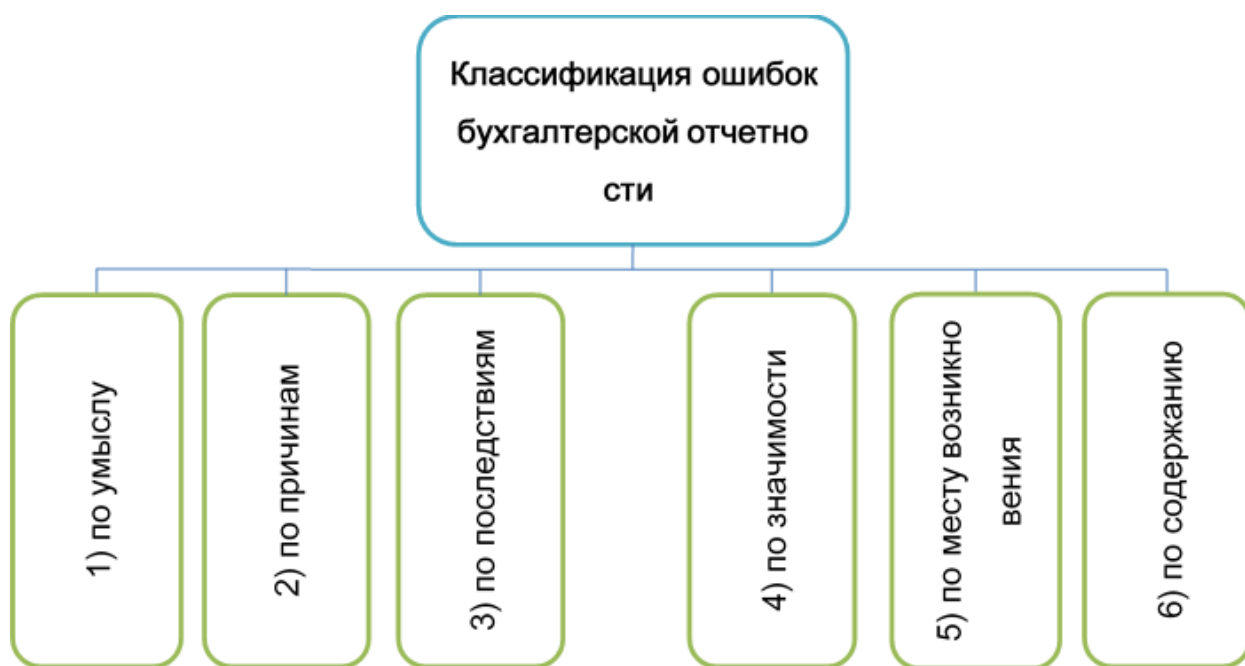 Классификация ошибок
бухгалтерской отчетно
сти
1) по умыслу
2) по причинам
3) по последствиям
4) по значимости
5) по месту возникно
вения
6) по содержанию